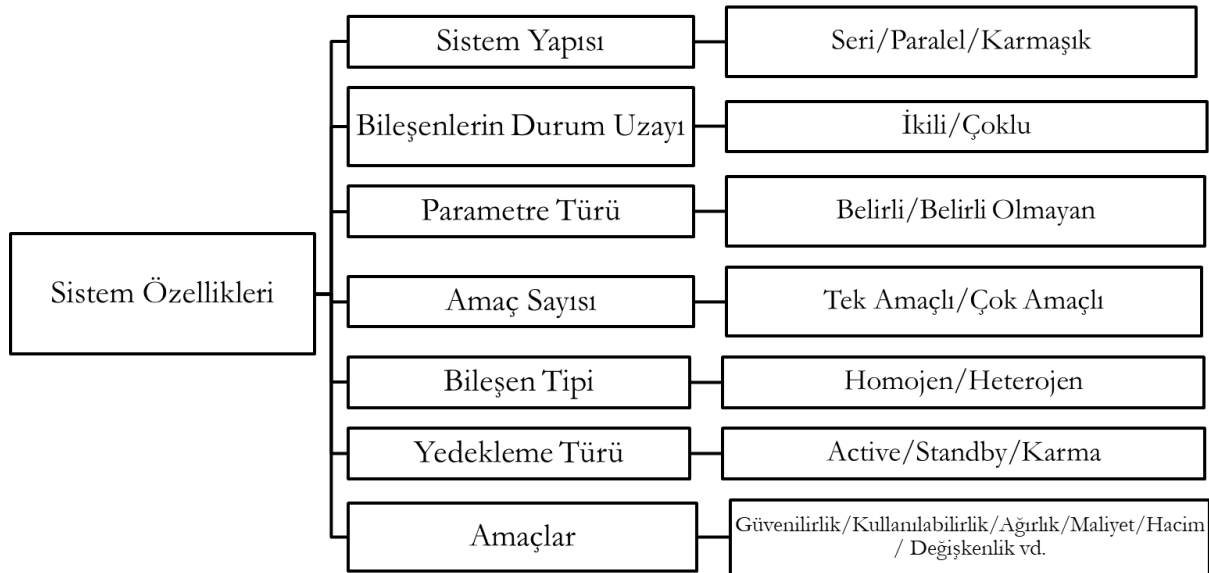 Sistem Özellikleri
Sistem Yapısı
Seri/Paralel/Karmaşık
Bileşenlerin Durum Uzayı
İkili/Çoklu
Parametre Türü
Belirli/Belirli Olmayan
Amaç Sayısı
Tek Amaçlı/Çok Amaçlı
Bileşen Tipi
Homojen/Heterojen
Yedekleme Türü
Active/Standby/Karma
Amaçlar
Güvenilirlik/Kullanılabilirlik/Ağırlık/Maliyet/Hacim
/ Değişkenlik vd.